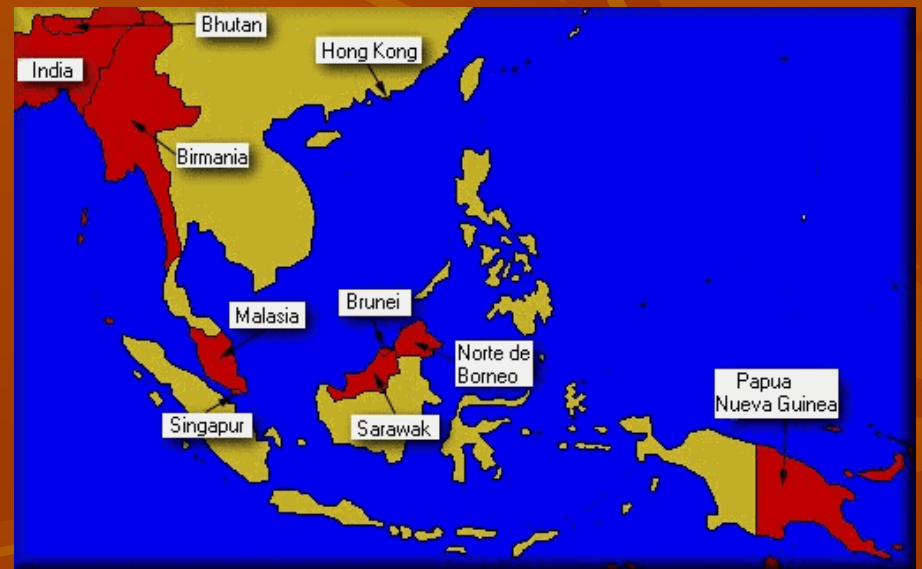 Bhutan
Hong Kong
India
Birmania
Brunei
Malasia
Norte de
Borneo
Papua
Nueva Guinea
Singapur
Sarawak